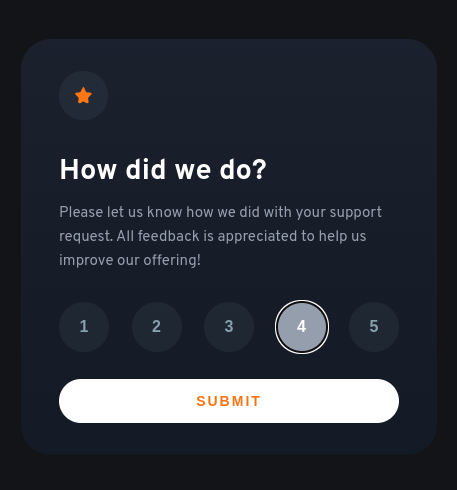 How did we do?
Please let us know how we did with your support
request. All feedback is appreciated to help us
improve our offering!
1 2 3 4 5
SUBMIT